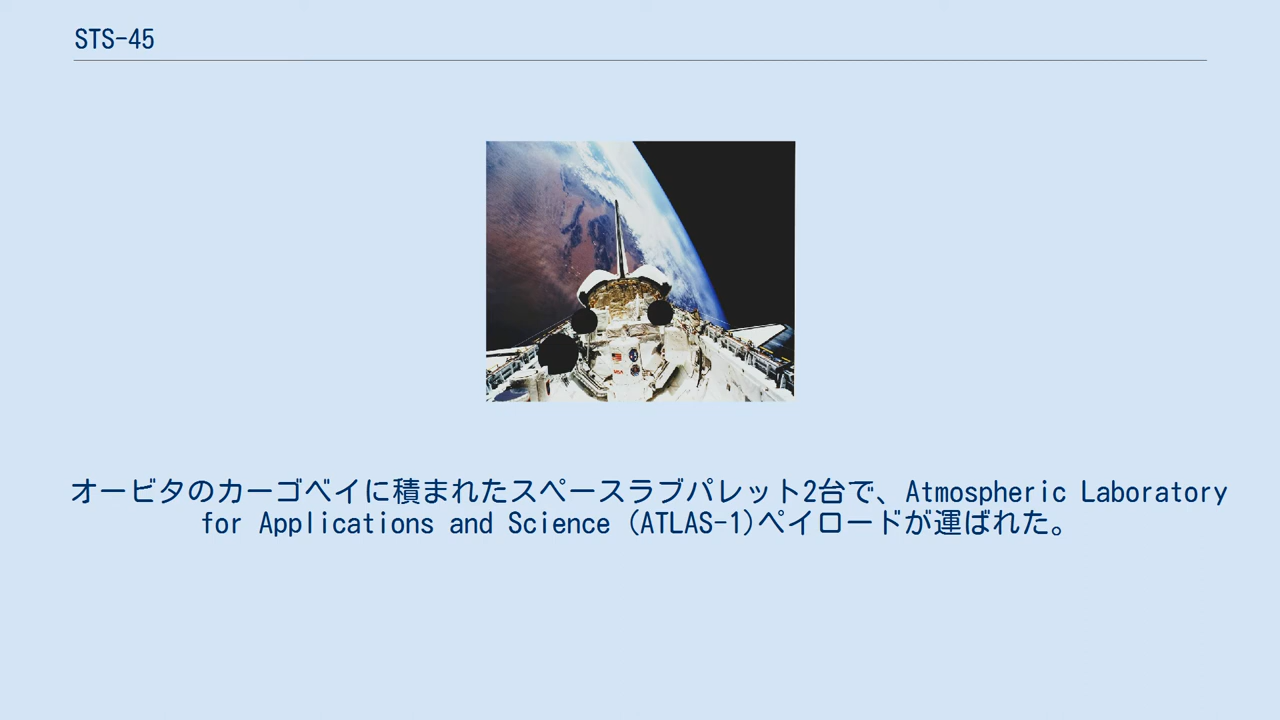 STS-45
オービタのカーゴベイに積まれたスペースラブパレット2台で、Atmospheric Laboratory
for Applications and Science (ATLAS-1)ペイロードが運ばれた。